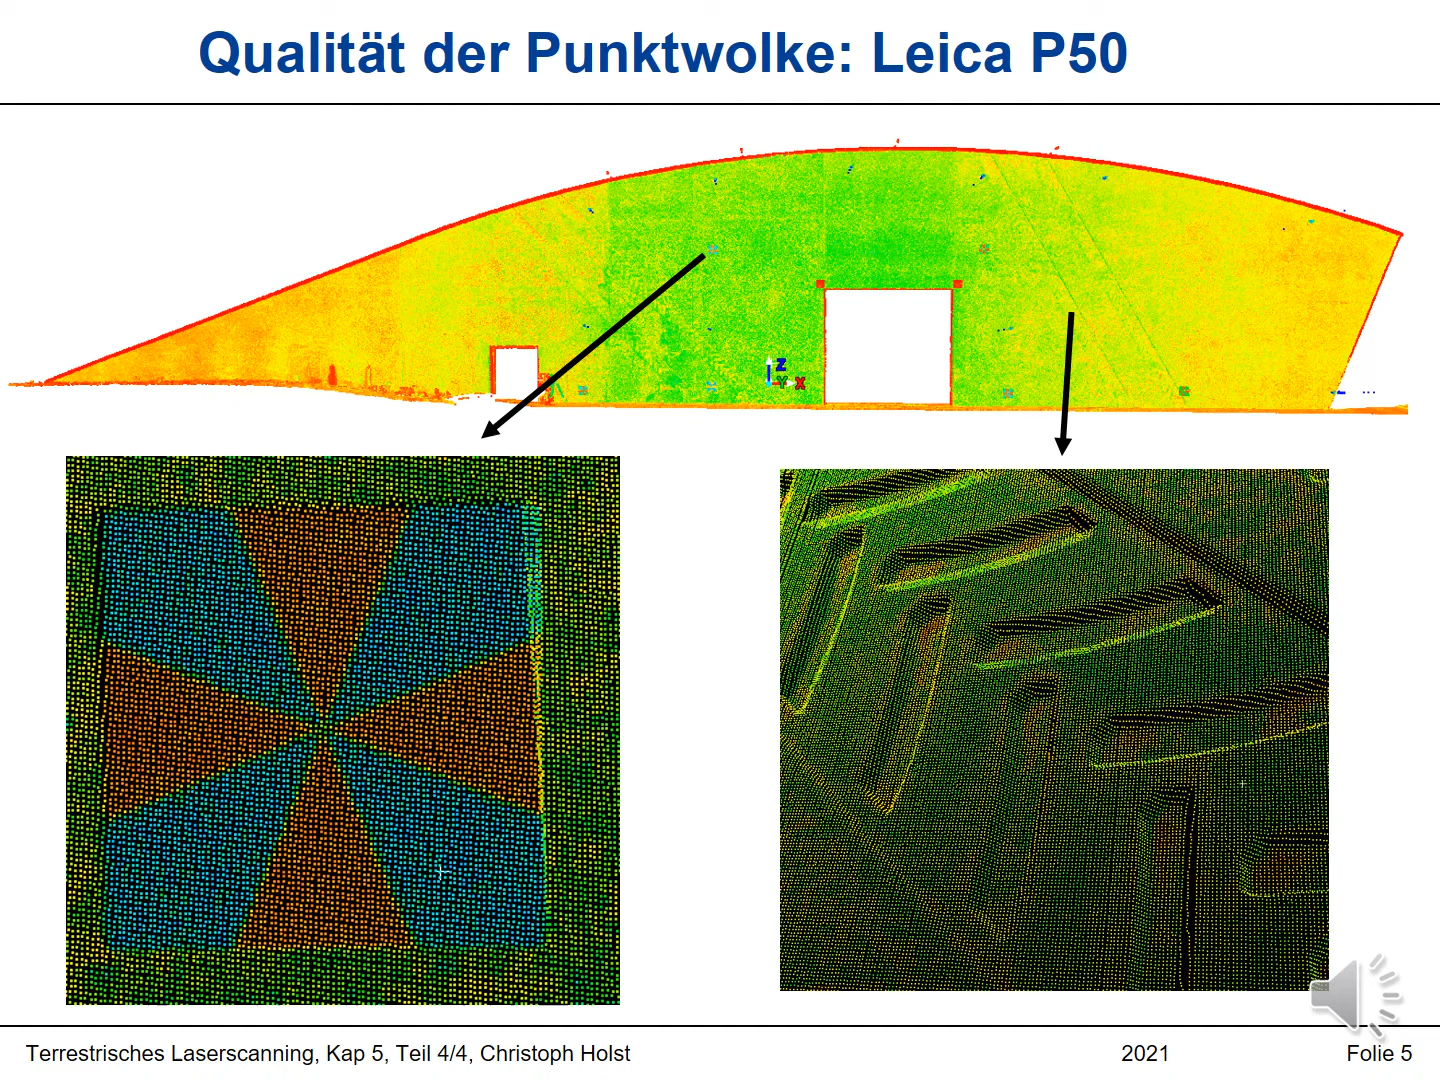 Qualität der Punktwolke: Leica P50
Z
Y X
Terrestrisches Laserscanning, Kap 5, Teil 4/4, Christoph Holst
2021
Folie 5